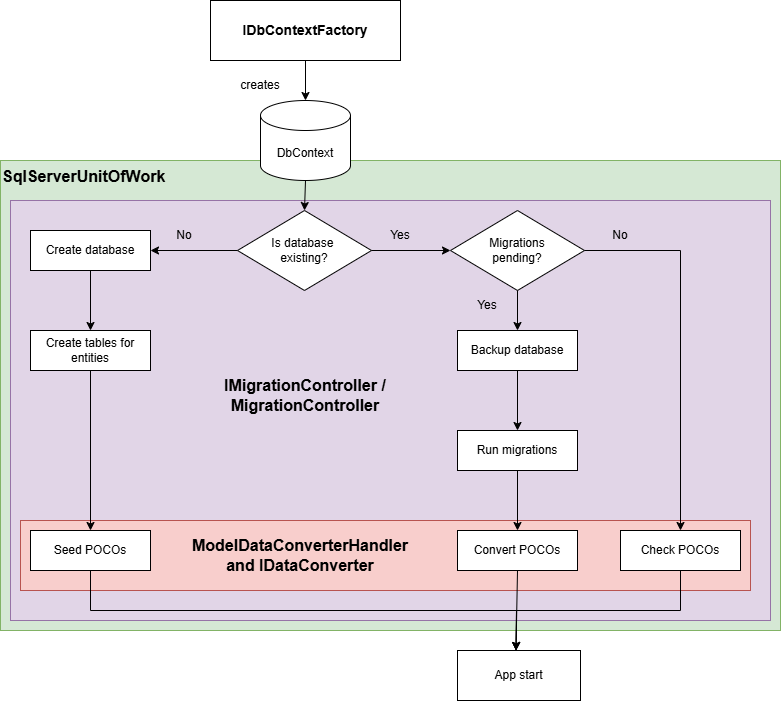 IDbContextFactory
creates
DbContext
SqlServerUnitOfWork
No
Is database
existing?
Yes
Migrations
pending?
No
Create database
Yes
Create tables for
entities
Backup database
IMigrationController /
MigrationController
Run migrations
Seed POCOs
ModelDataConverterHandler
and IDataConverter
Convert POCOs
Check POCOs
App start